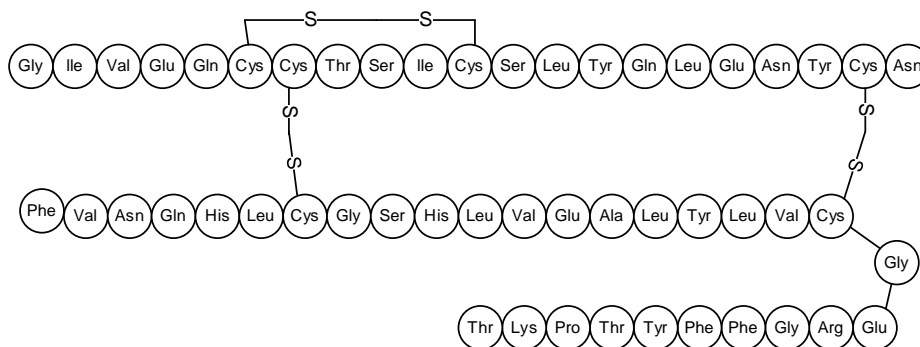 S S
Gly Ile Val Glu Gln Cys Cys Thr Ser Ile Cys Ser Leu Tyr Gln Leu Glu Asn Tyr Cys Asn
S S
S S
Phe Val Asn Gln His Leu Cys Gly Ser His Leu Val Glu Ala Leu Tyr Leu Val Cys
Gly
Thr Lys Pro Thr Tyr Phe Phe Gly Arg Glu